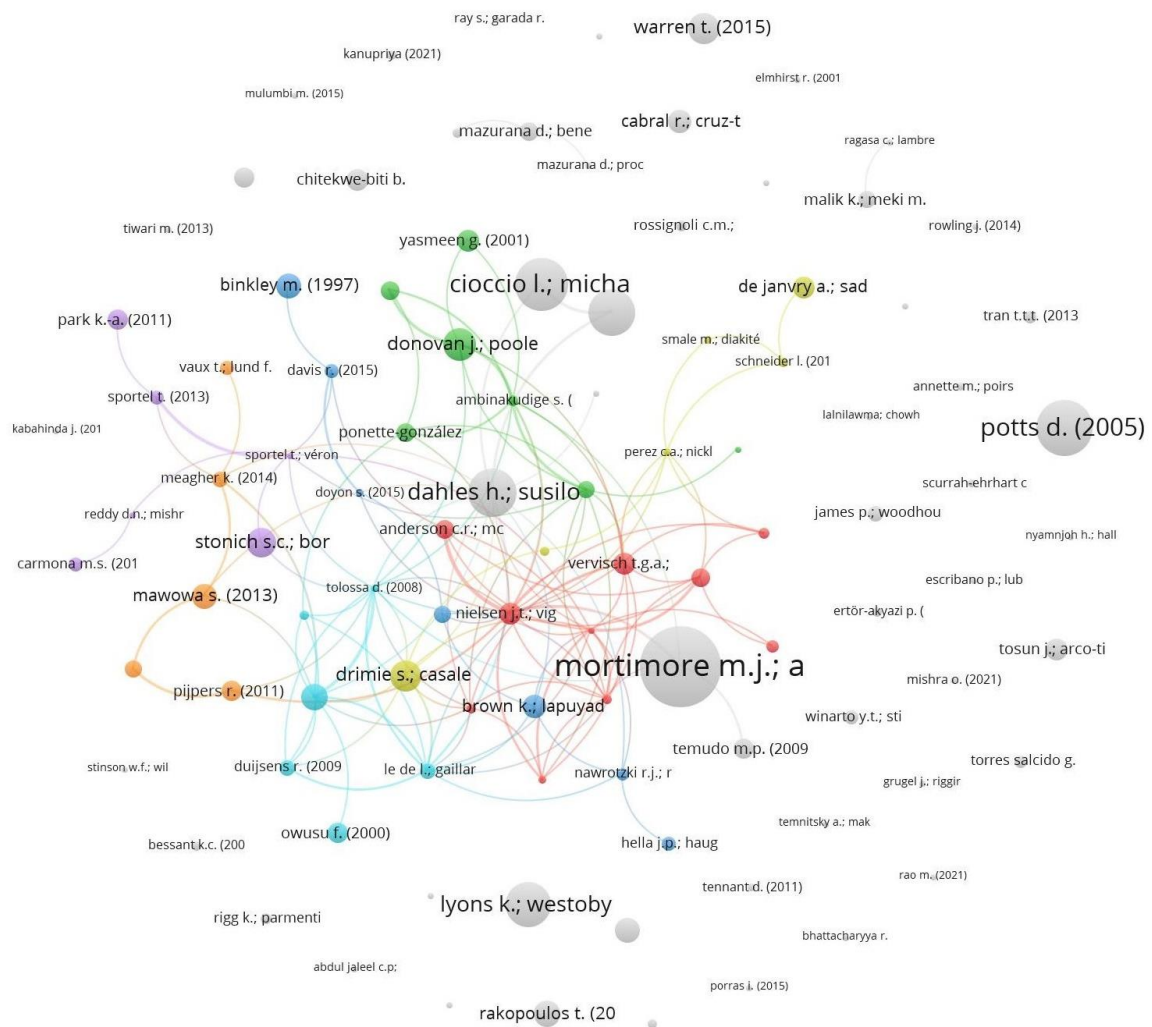 ray s.; garada r.
warren t. (2015)
kanupriya (2021)
elmhirst r. (2001
mulumbi m. (2015)
cabral r.; cruz-t
mazurana d.; bene
ragasa c.; lambre
mazurana d.; proc
chitekwe-biti b.
malik k.; meki m.
tiwari m. (2013)
rossignoli c.m.;
rowling j. (2014)
yasmeen g. (2001)
binkley m. (1997)
cioccio l.; micha
de janvry a.; sad
park k.-a. (2011)
tran t.t.t. (2013
donovan j.; poole
smale m.; diakité
schneider l. (201
vaux t.; lund f.
davis r. (2015)
annette m.; poirs
sportel t. (2013)
ambinakudige s. (
lalnilawma; chowh
kabahinda j. (201
ponette-gonzález
potts d. (2005)
sportel t.; véron
perez c.a.; nickl
meagher k. (2014)
doyon s. (2015)
dahles h.; susilo
scurrah-ehrhart c
reddy d.n.; mishr
anderson c.r.; mc
james p.; woodhou
stonich s.c.; bor
nyamnjoh h.; hall
carmona m.s. (201
vervisch t.g.a.;
tolossa d. (2008)
escribano p.; lub
mawowa s. (2013)
nielsen j.t.; vig
ertör-akyazi p. (
tosun j.; arco-ti
mortimore m.j.; a
drimie s.; casale
mishra o. (2021)
pijpers r. (2011)
brown k.; lapuyad
winarto y.t.; sti
temudo m.p. (2009
torres salcido g.
stinson w.f.; wil
duijsens r. (2009
le de l.; gaillar
nawrotzki r.j.; r
grugel j.; riggir
temnitsky a.; mak
owusu f. (2000)
bessant k.c. (200
hella j.p.; haug
rao m. (2021)
tennant d. (2011)
lyons k.; westoby
rigg k.; parmenti
bhattacharyya r.
abdul jaleel c.p;
porras j. (2015)
rakopoulos t. (20